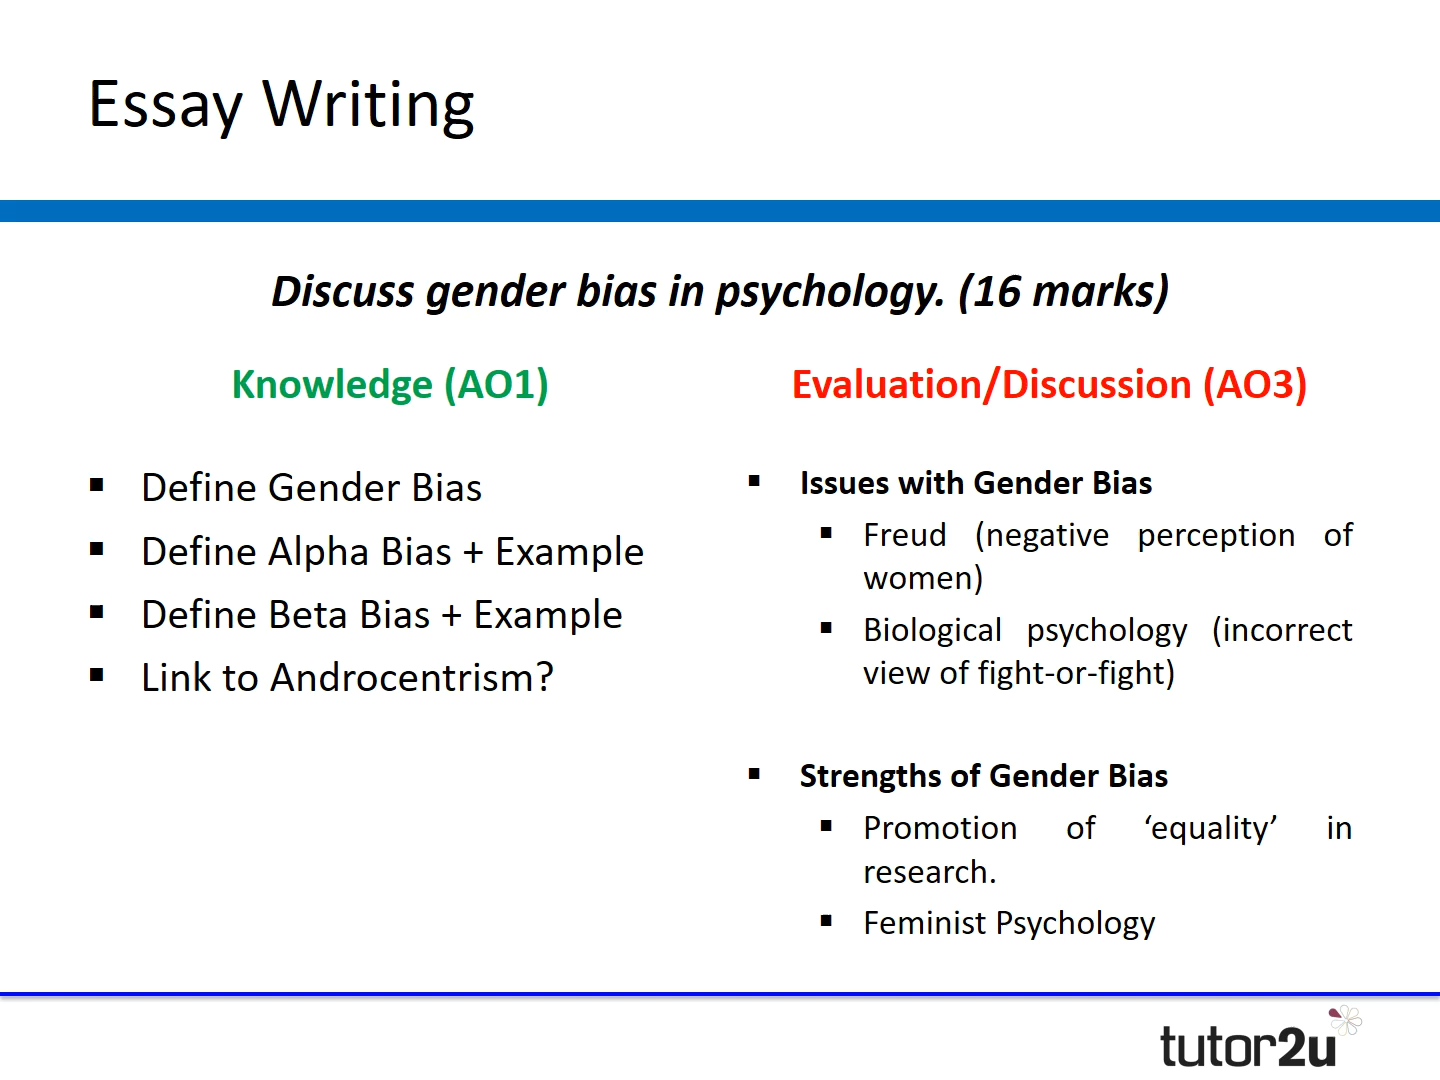 Essay Writing
Discuss gender bias in psychology. (16 marks)
Knowledge (AO1)
▪ Define Gender Bias
▪ Define Alpha Bias + Example
▪ Define Beta Bias + Example
▪ Link to Androcentrism?
Evaluation/Discussion (AO3)
▪ Issues with Gender Bias
▪ Freud (negative perception of
women)
▪ Biological psychology (incorrect
view of fight-or-fight)
▪ Strengths of Gender Bias
▪ Promotion of ‘equality’ in
research.
▪ Feminist Psychology
tutor2u